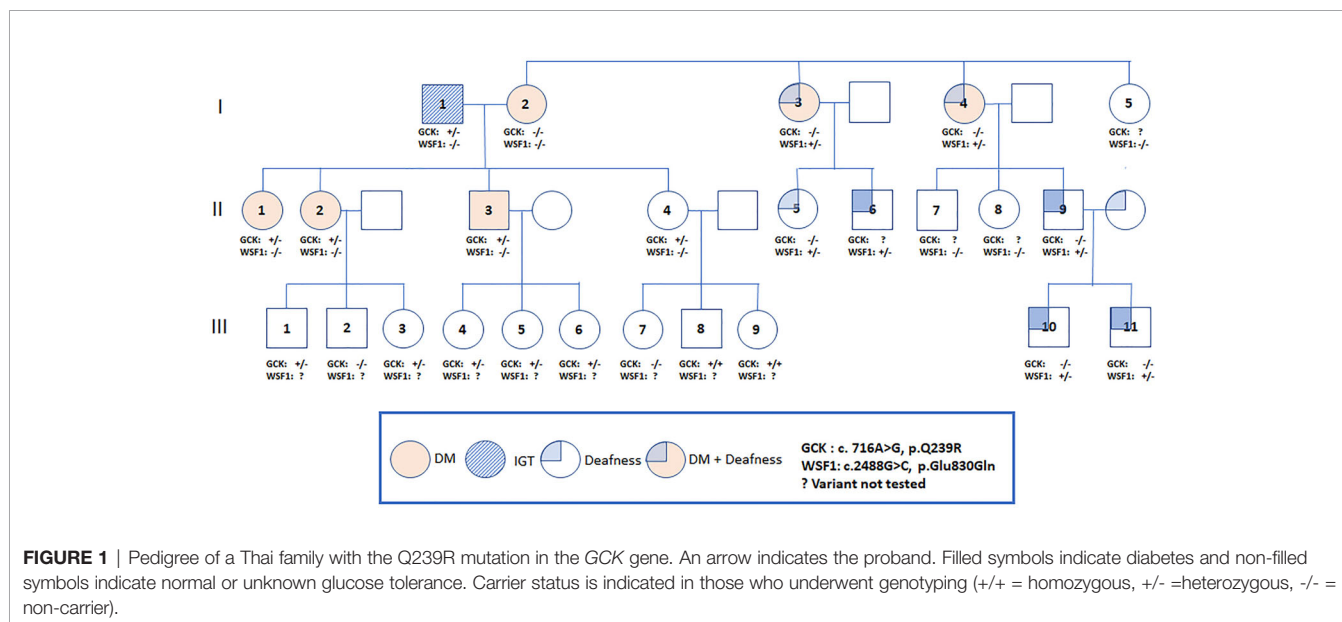 I
1
2
3
4
5
GCK: +/-
WSF1: -/-
GCK: -/-
WSF1: -/-
GCK: -/-
WSF1: +/-
GCK: -/-
WSF1: +/-
GCK: ?
WSF1: -/-
II
1
2
3
4
5
6
7
8
9
GCK: +/-
WSF1: -/-
GCK: +/-
WSF1: -/-
GCK: +/-
WSF1: -/-
GCK: +/-
WSF1: -/-
GCK: -/-
WSF1: +/-
GCK: ?
WSF1: +/-
GCK: ?
WSF1: -/-
GCK: ?
WSF1: -/-
GCK: -/-
WSF1: +/-
III
1
2
3
4
5
6
7
8
9
10
11
GCK: +/-
WSF1: ?
GCK: -/-
WSF1: ?
GCK: +/-
WSF1: ?
GCK: +/-
WSF1: ?
GCK: +/-
WSF1: ?
GCK: +/-
WSF1: ?
GCK: -/-
WSF1: ?
GCK: +/+
WSF1: ?
GCK: +/+
WSF1: ?
GCK: -/-
WSF1: +/-
GCK: -/-
WSF1: +/-
DM
IGT
Deafness
DM + Deafness
GCK : c. 716A>G, p.Q239R
WSF1: c.2488G>C, p.Glu830Gln
? Variant not tested
FIGURE 1 | Pedigree of a Thai family with the Q239R mutation in the GCK gene. An arrow indicates the proband. Filled symbols indicate diabetes and non-filled
symbols indicate normal or unknown glucose tolerance. Carrier status is indicated in those who underwent genotyping (+/+ = homozygous, +/- =heterozygous, -/- =
non-carrier).